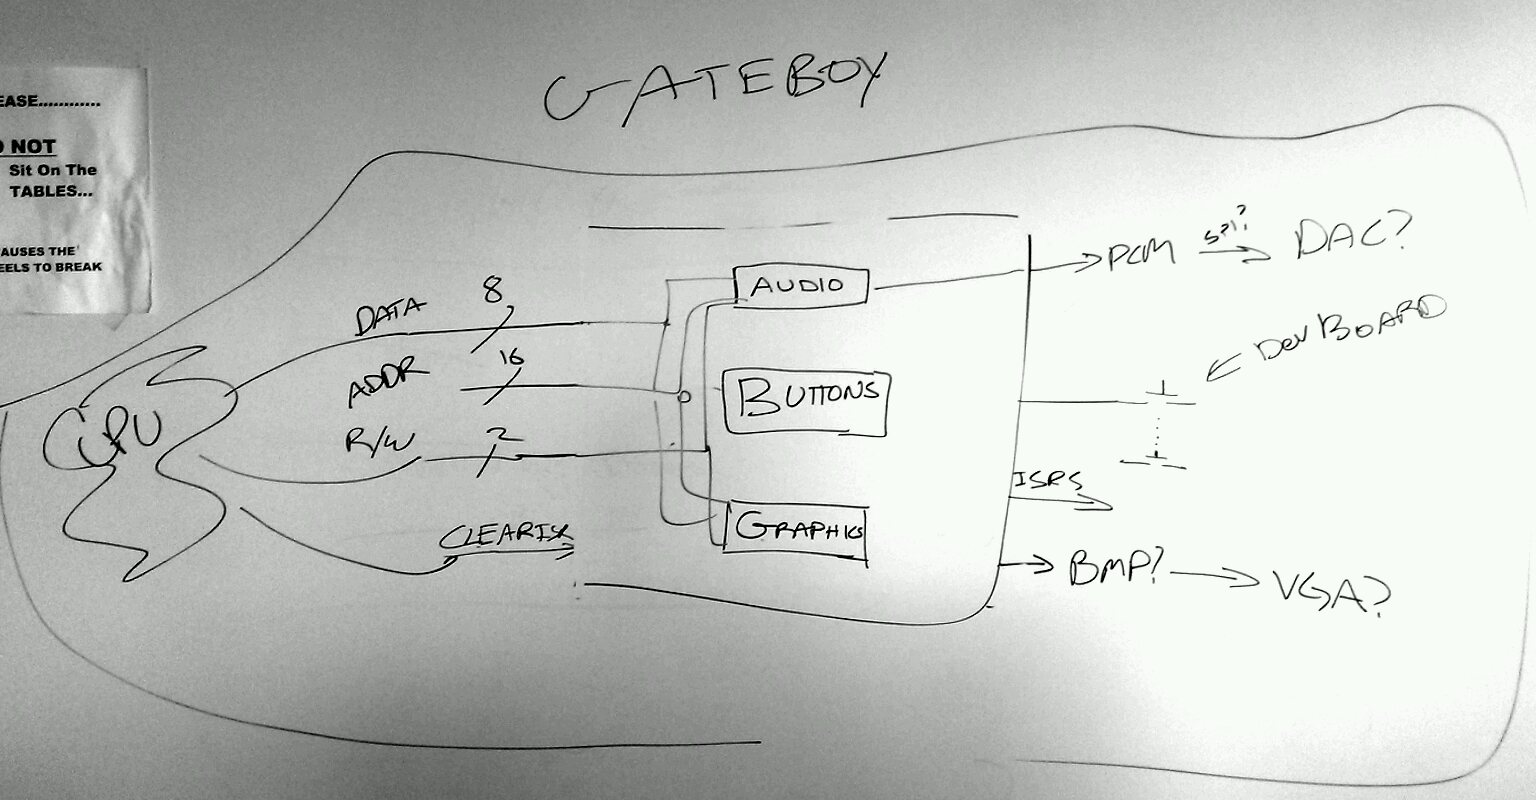 GATEBOY
EASE............
NOT
Sit On The
TABLES...
AUSES THE
EELS TO BREAK
CPU
DATA 8
ADDR 16
R/W 2
CLEARISR
AUDIO
BUTTONS
GRAPHICS
PCM SPI? DAC?
DEV BOARD
ISRS
BMP? VGA?